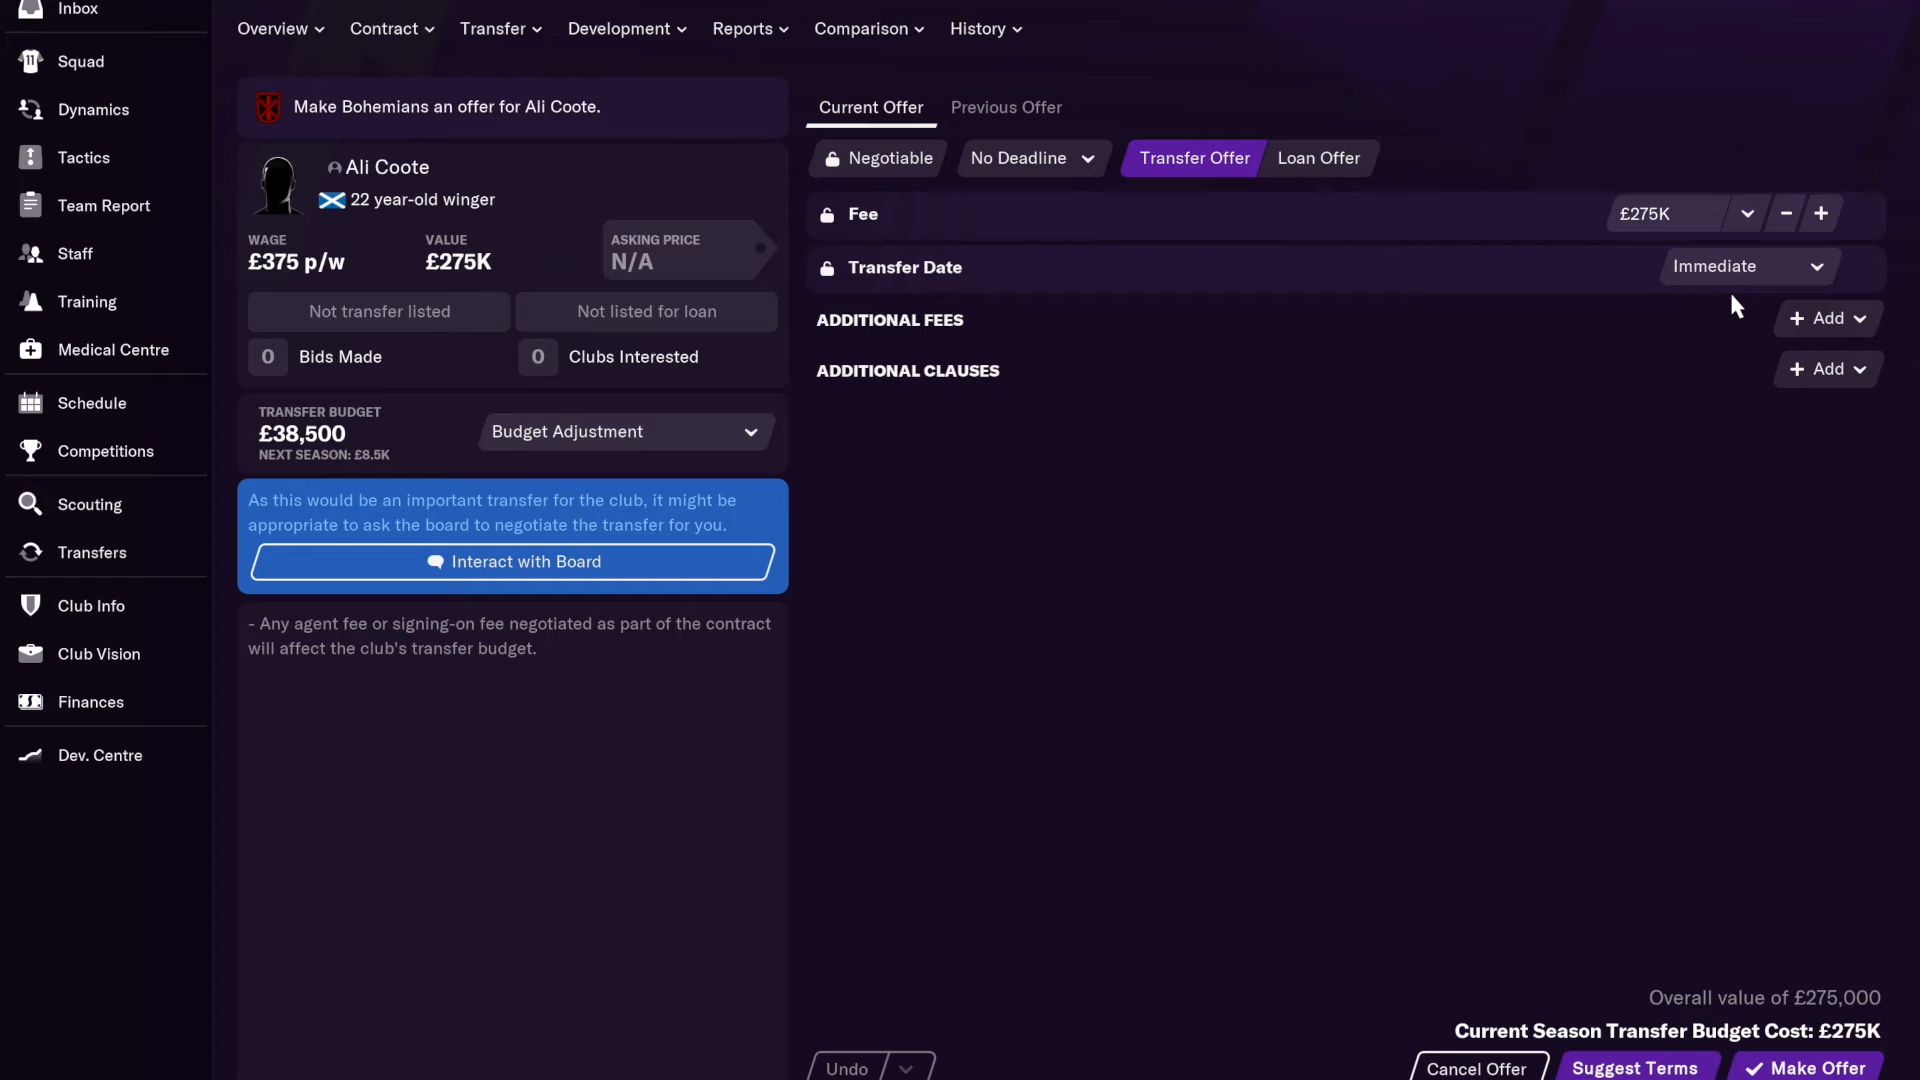 Inbox
Squad
Dynamics
Tactics
Team Report
Staff
Training
Medical Centre
Schedule
Competitions
Scouting
Transfers
Club Info
Club Vision
Finances
Dev. Centre
Overview Contract Transfer Development Reports Comparison History
Make Bohemians an offer for Ali Coote.
Ali Coote
22 year-old winger
WAGE VALUE ASKING PRICE
£375 p/w £275K N/A
Not transfer listed Not listed for loan
0 Bids Made 0 Clubs Interested
TRANSFER BUDGET
£38,500
NEXT SEASON: £8.5K
Budget Adjustment
As this would be an important transfer for the club, it might be
appropriate to ask the board to negotiate the transfer for you.
Interact with Board
- Any agent fee or signing-on fee negotiated as part of the contract
will affect the club's transfer budget.
Current Offer Previous Offer
Negotiable No Deadline Transfer Offer Loan Offer
Fee £275K - +
Transfer Date Immediate
ADDITIONAL FEES + Add
ADDITIONAL CLAUSES + Add
Overall value of £275,000
Current Season Transfer Budget Cost: £275K
Undo Cancel Offer Suggest Terms Make Offer